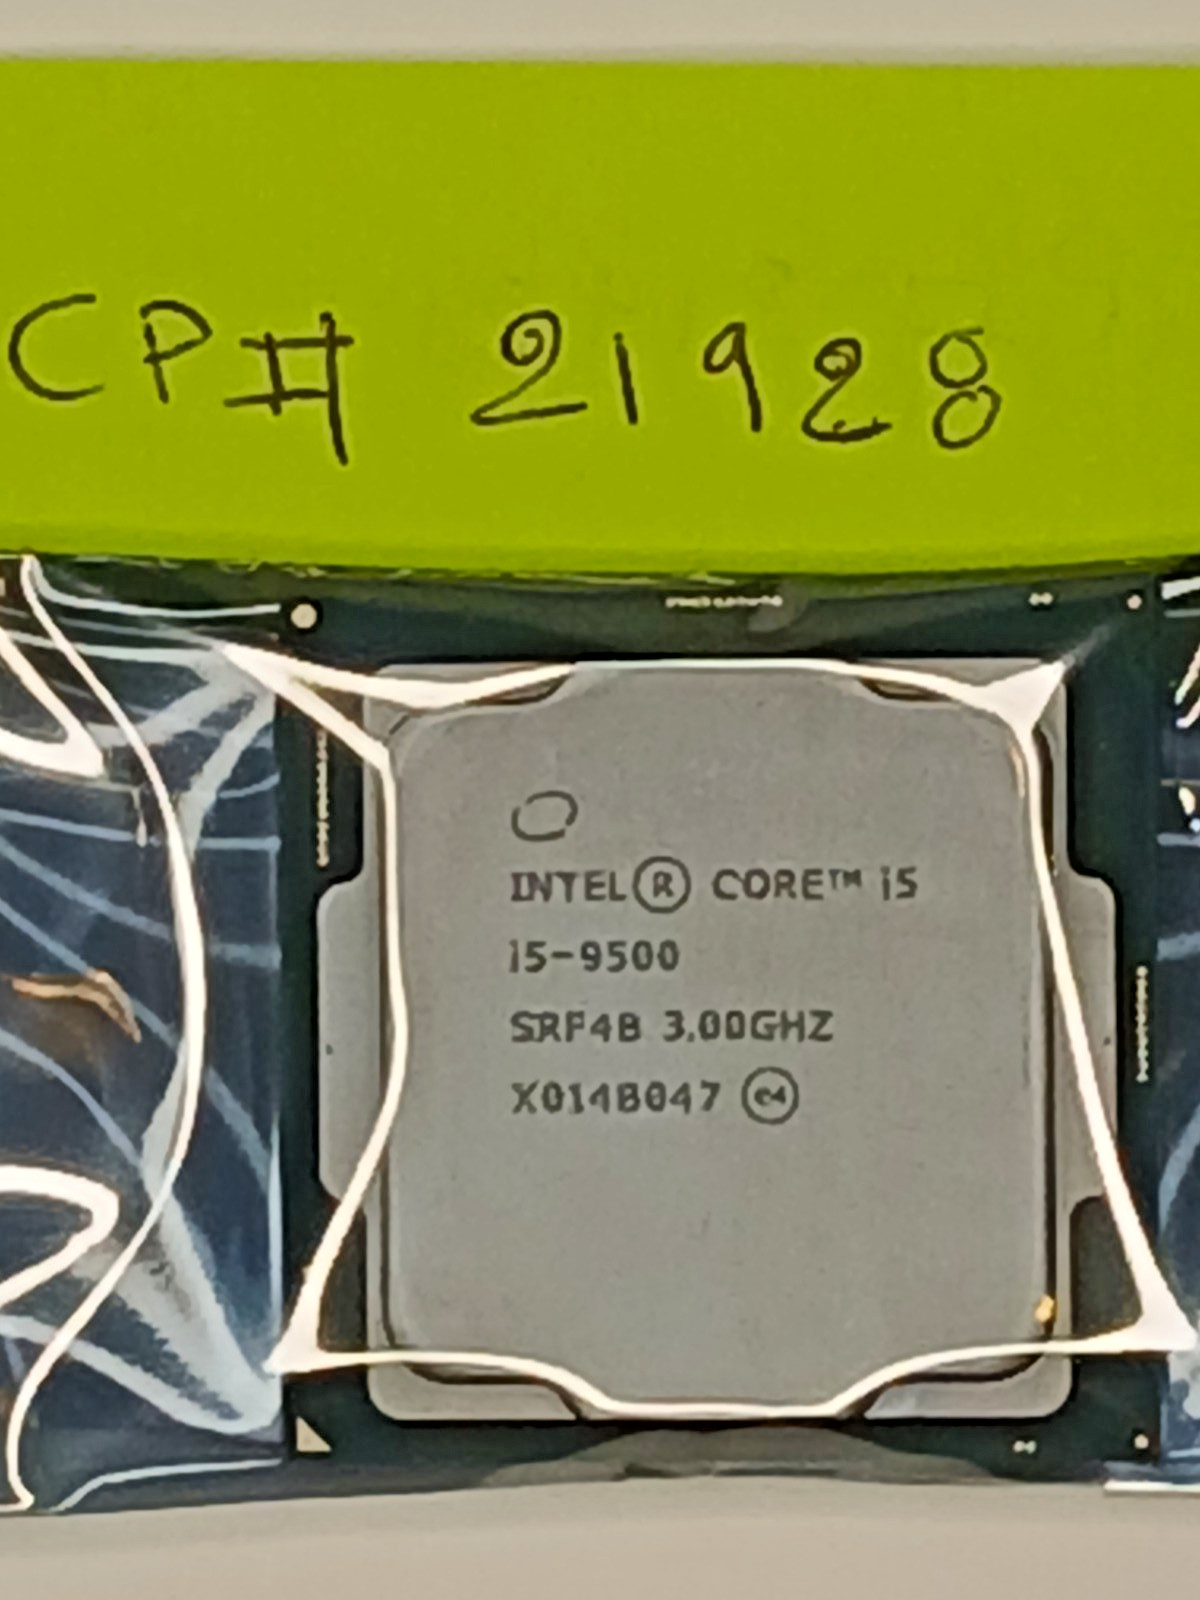 CP# 21928
INTEL® CORE™ i5
i5-9500
SRF4B 3.00GHZ
X014B047 e4